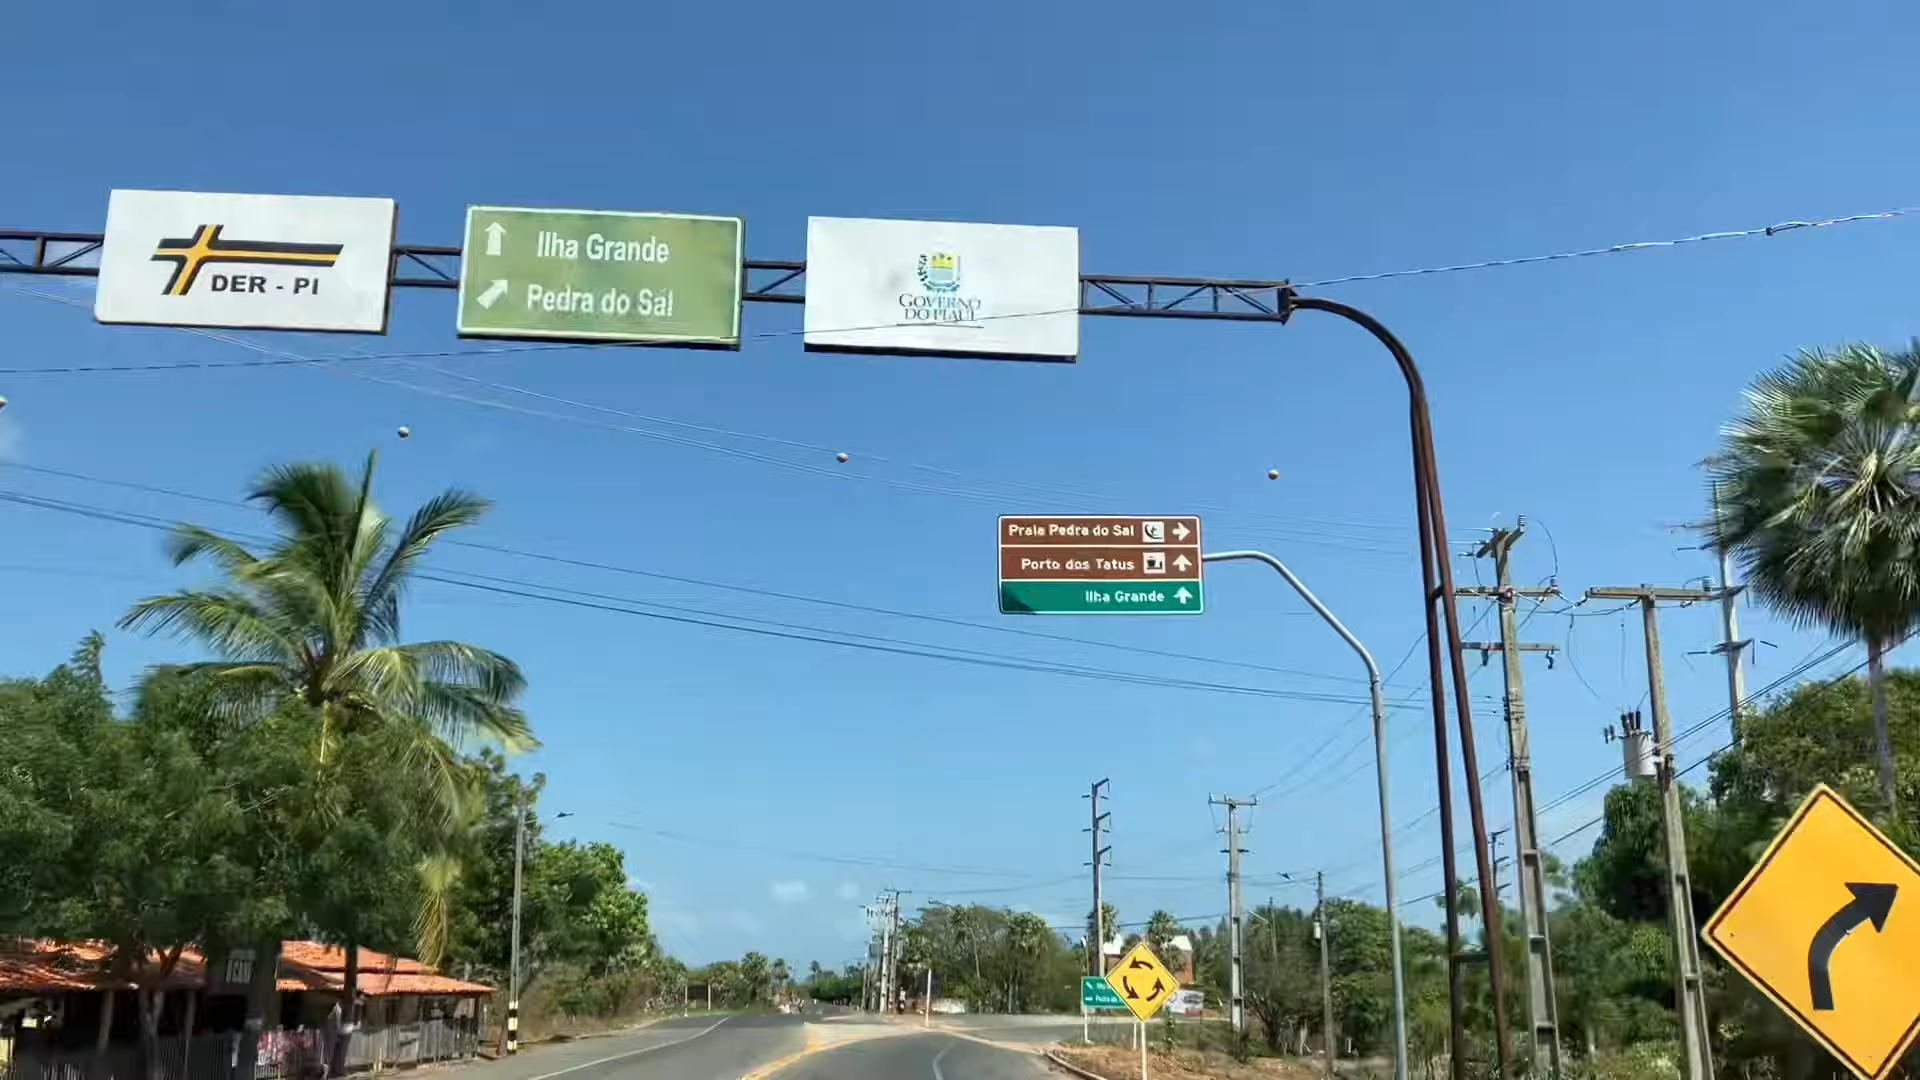 DER - PI
Ilha Grande
Pedra do Sal
GOVERNO
DO PIAUÍ
Praia Pedra do Sal
Porto dos Tatus
Ilha Grande